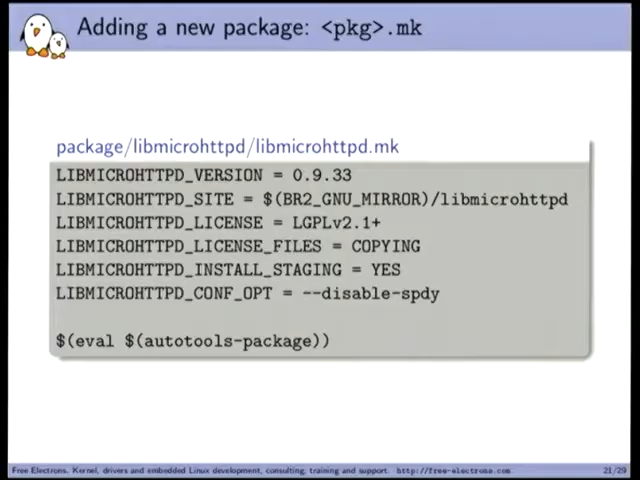 Adding a new package: <pkg>.mk
package/libmicrohttpd/libmicrohttpd.mk
LIBMICROHTTPD_VERSION = 0.9.33
LIBMICROHTTPD_SITE = $(BR2_GNU_MIRROR)/libmicrohttpd
LIBMICROHTTPD_LICENSE = LGPLv2.1+
LIBMICROHTTPD_LICENSE_FILES = COPYING
LIBMICROHTTPD_INSTALL_STAGING = YES
LIBMICROHTTPD_CONF_OPT = --disable-spdy
$(eval $(autotools-package))
Free Electrons. Kernel, drivers and embedded Linux development, consulting, training and support. http://free-electrons.com 21/29